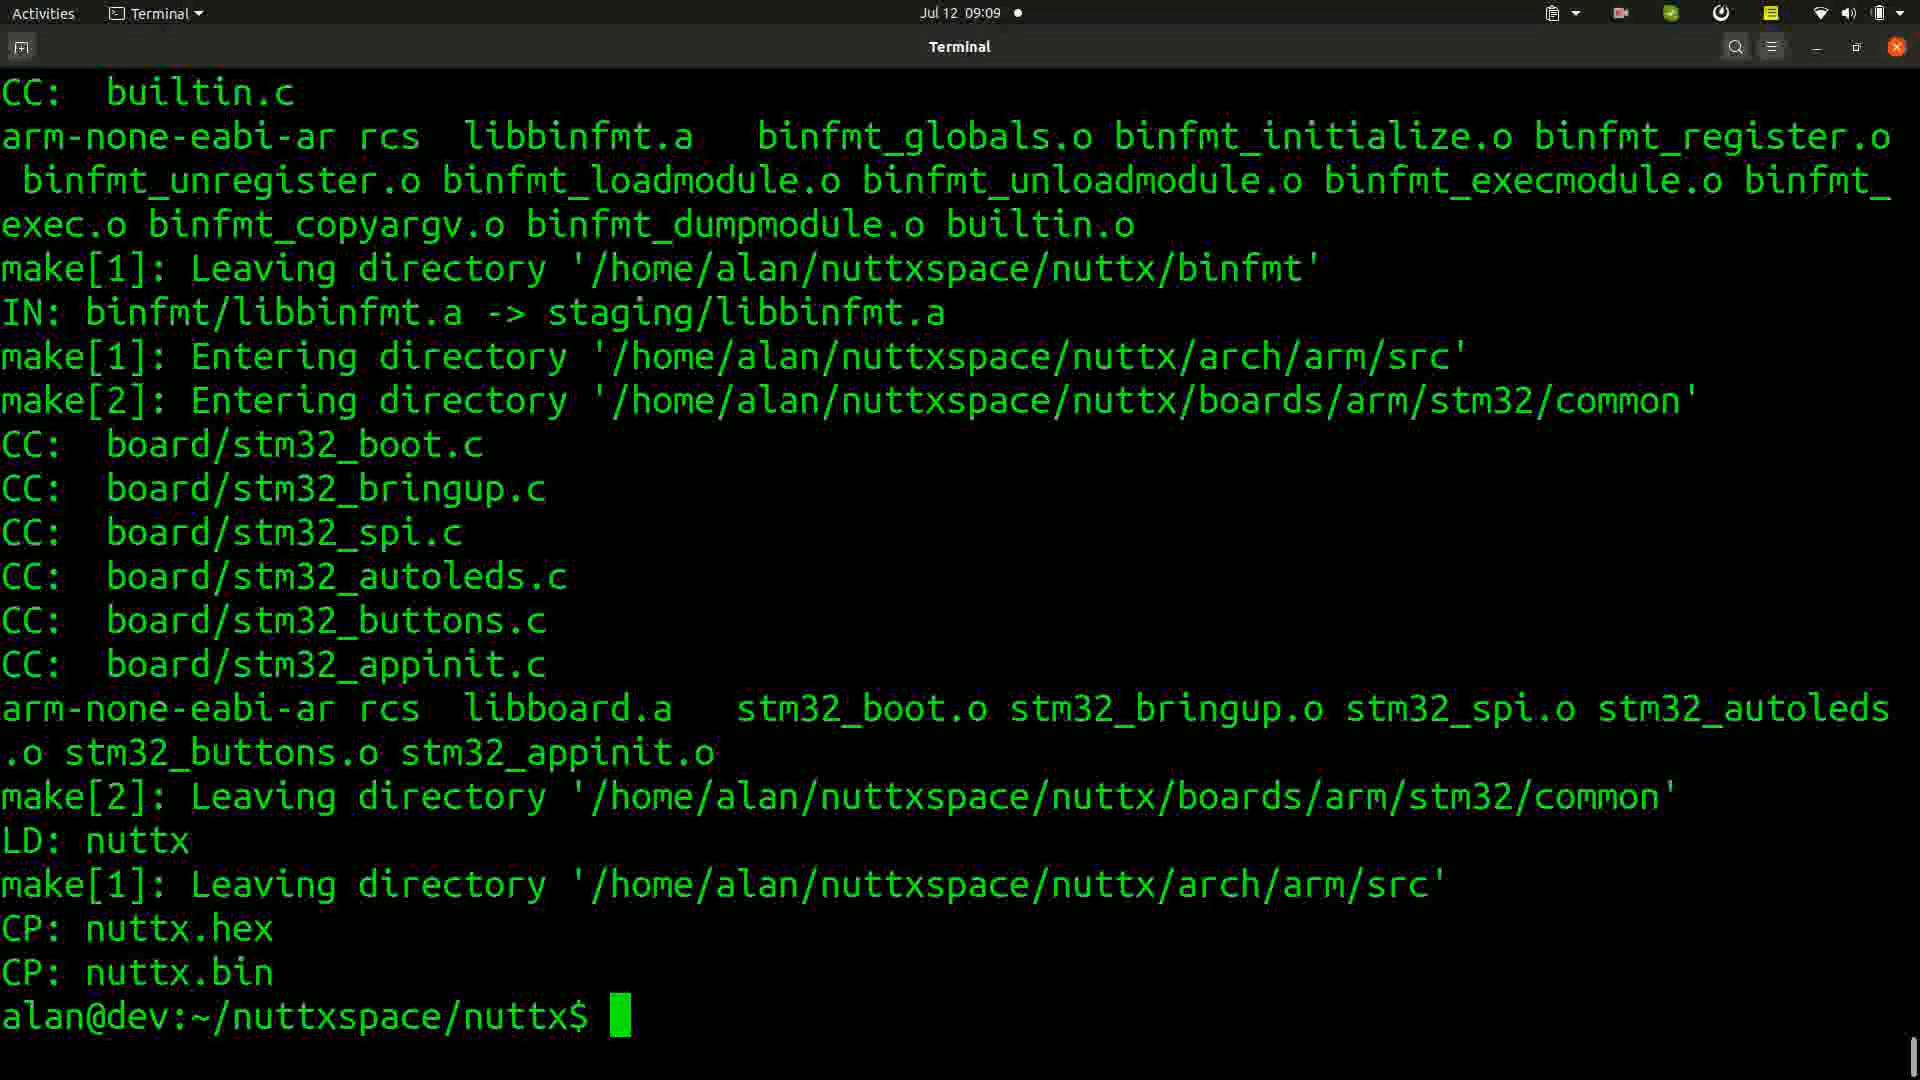 Activities Terminal Jul 12 09:09
Terminal
CC:  builtin.c
arm-none-eabi-ar rcs  libbinfmt.a   binfmt_globals.o binfmt_initialize.o binfmt_register.o
 binfmt_unregister.o binfmt_loadmodule.o binfmt_unloadmodule.o binfmt_execmodule.o binfmt_
exec.o binfmt_copyargv.o binfmt_dumpmodule.o builtin.o
make[1]: Leaving directory '/home/alan/nuttxspace/nuttx/binfmt'
IN: binfmt/libbinfmt.a -> staging/libbinfmt.a
make[1]: Entering directory '/home/alan/nuttxspace/nuttx/arch/arm/src'
make[2]: Entering directory '/home/alan/nuttxspace/nuttx/boards/arm/stm32/common'
CC:  board/stm32_boot.c
CC:  board/stm32_bringup.c
CC:  board/stm32_spi.c
CC:  board/stm32_autoleds.c
CC:  board/stm32_buttons.c
CC:  board/stm32_appinit.c
arm-none-eabi-ar rcs  libboard.a   stm32_boot.o stm32_bringup.o stm32_spi.o stm32_autoleds
.o stm32_buttons.o stm32_appinit.o
make[2]: Leaving directory '/home/alan/nuttxspace/nuttx/boards/arm/stm32/common'
LD: nuttx
make[1]: Leaving directory '/home/alan/nuttxspace/nuttx/arch/arm/src'
CP: nuttx.hex
CP: nuttx.bin
alan@dev:~/nuttxspace/nuttx$